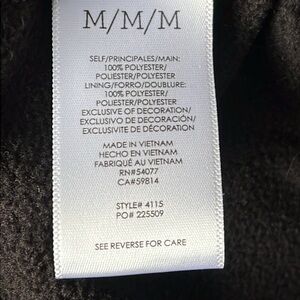 M/M/M
SELF/PRINCIPALES/MAIN:
100% POLYESTER/
POLIESTER/POLYESTER
LINING/FORRO/DOUBLURE:
100% POLYESTER/
POLIESTER/POLYESTER
EXCLUSIVE OF DECORATION/
EXCLUSIVO DE DECORACIÓN/
EXCLUSIVITE DE DÉCORATION
MADE IN VIETNAM
HECHO EN VIETNAM
FABRIQUÉ AU VIETNAM
RN#54077
CA#59814
STYLE# 4115
PO# 225509
SEE REVERSE FOR CARE